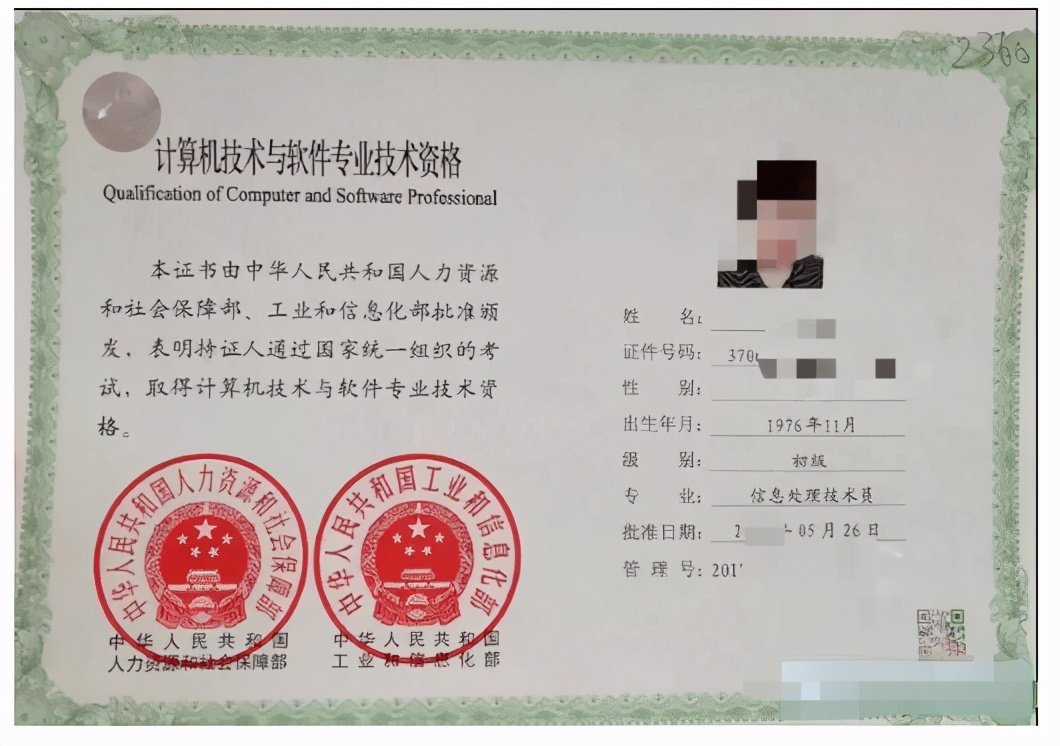 2360
计算机技术与软件专业技术资格
Qualification of Computer and Software Professional
本证书由中华人民共和国人力资源
和社会保障部、工业和信息化部批准颁
发，表明持证人通过国家统一组织的考
试，取得计算机技术与软件专业技术资
格。
中华人民共和国人力资源和社会保障部
中华人民共和国工业和信息化部
中华人民共和国
人力资源和社会保障部
中华人民共和国
工业和信息化部
姓 名:
证件号码: 370
性 别:
出生年月: 1976年11月
级 别: 初级
专 业: 信息处理技术员
批准日期: 2 05月26日
管理号: 201